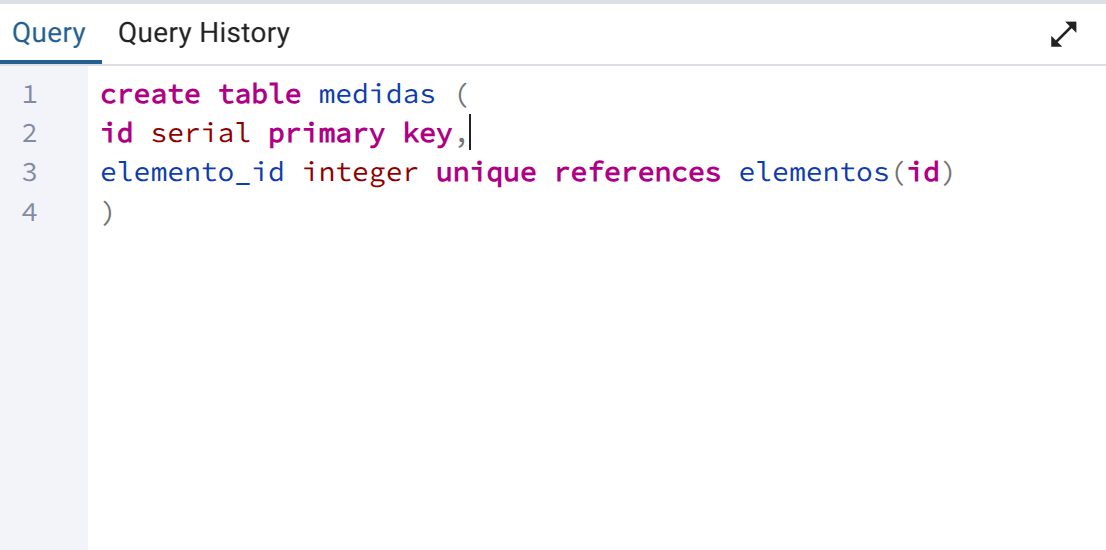 Query Query History
1 create table medidas (
2 id serial primary key,
3 elemento_id integer unique references elementos(id)
4 )